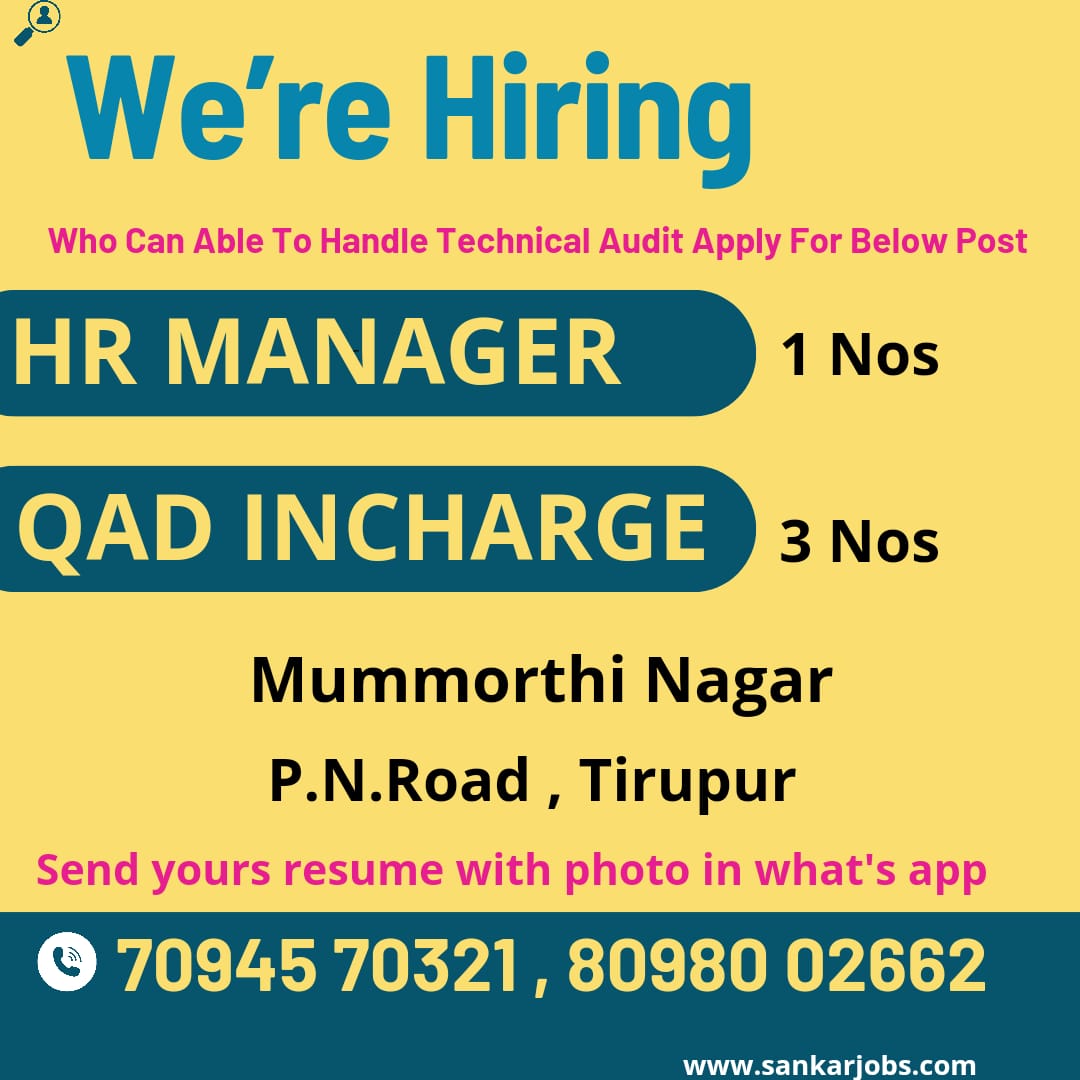 We’re Hiring
Who Can Able To Handle Technical Audit Apply For Below Post
HR MANAGER
1 Nos
QAD INCHARGE
3 Nos
Mummorthi Nagar
P.N.Road , Tirupur
Send yours resume with photo in what's app
70945 70321 , 80980 02662
www.sankarjobs.com